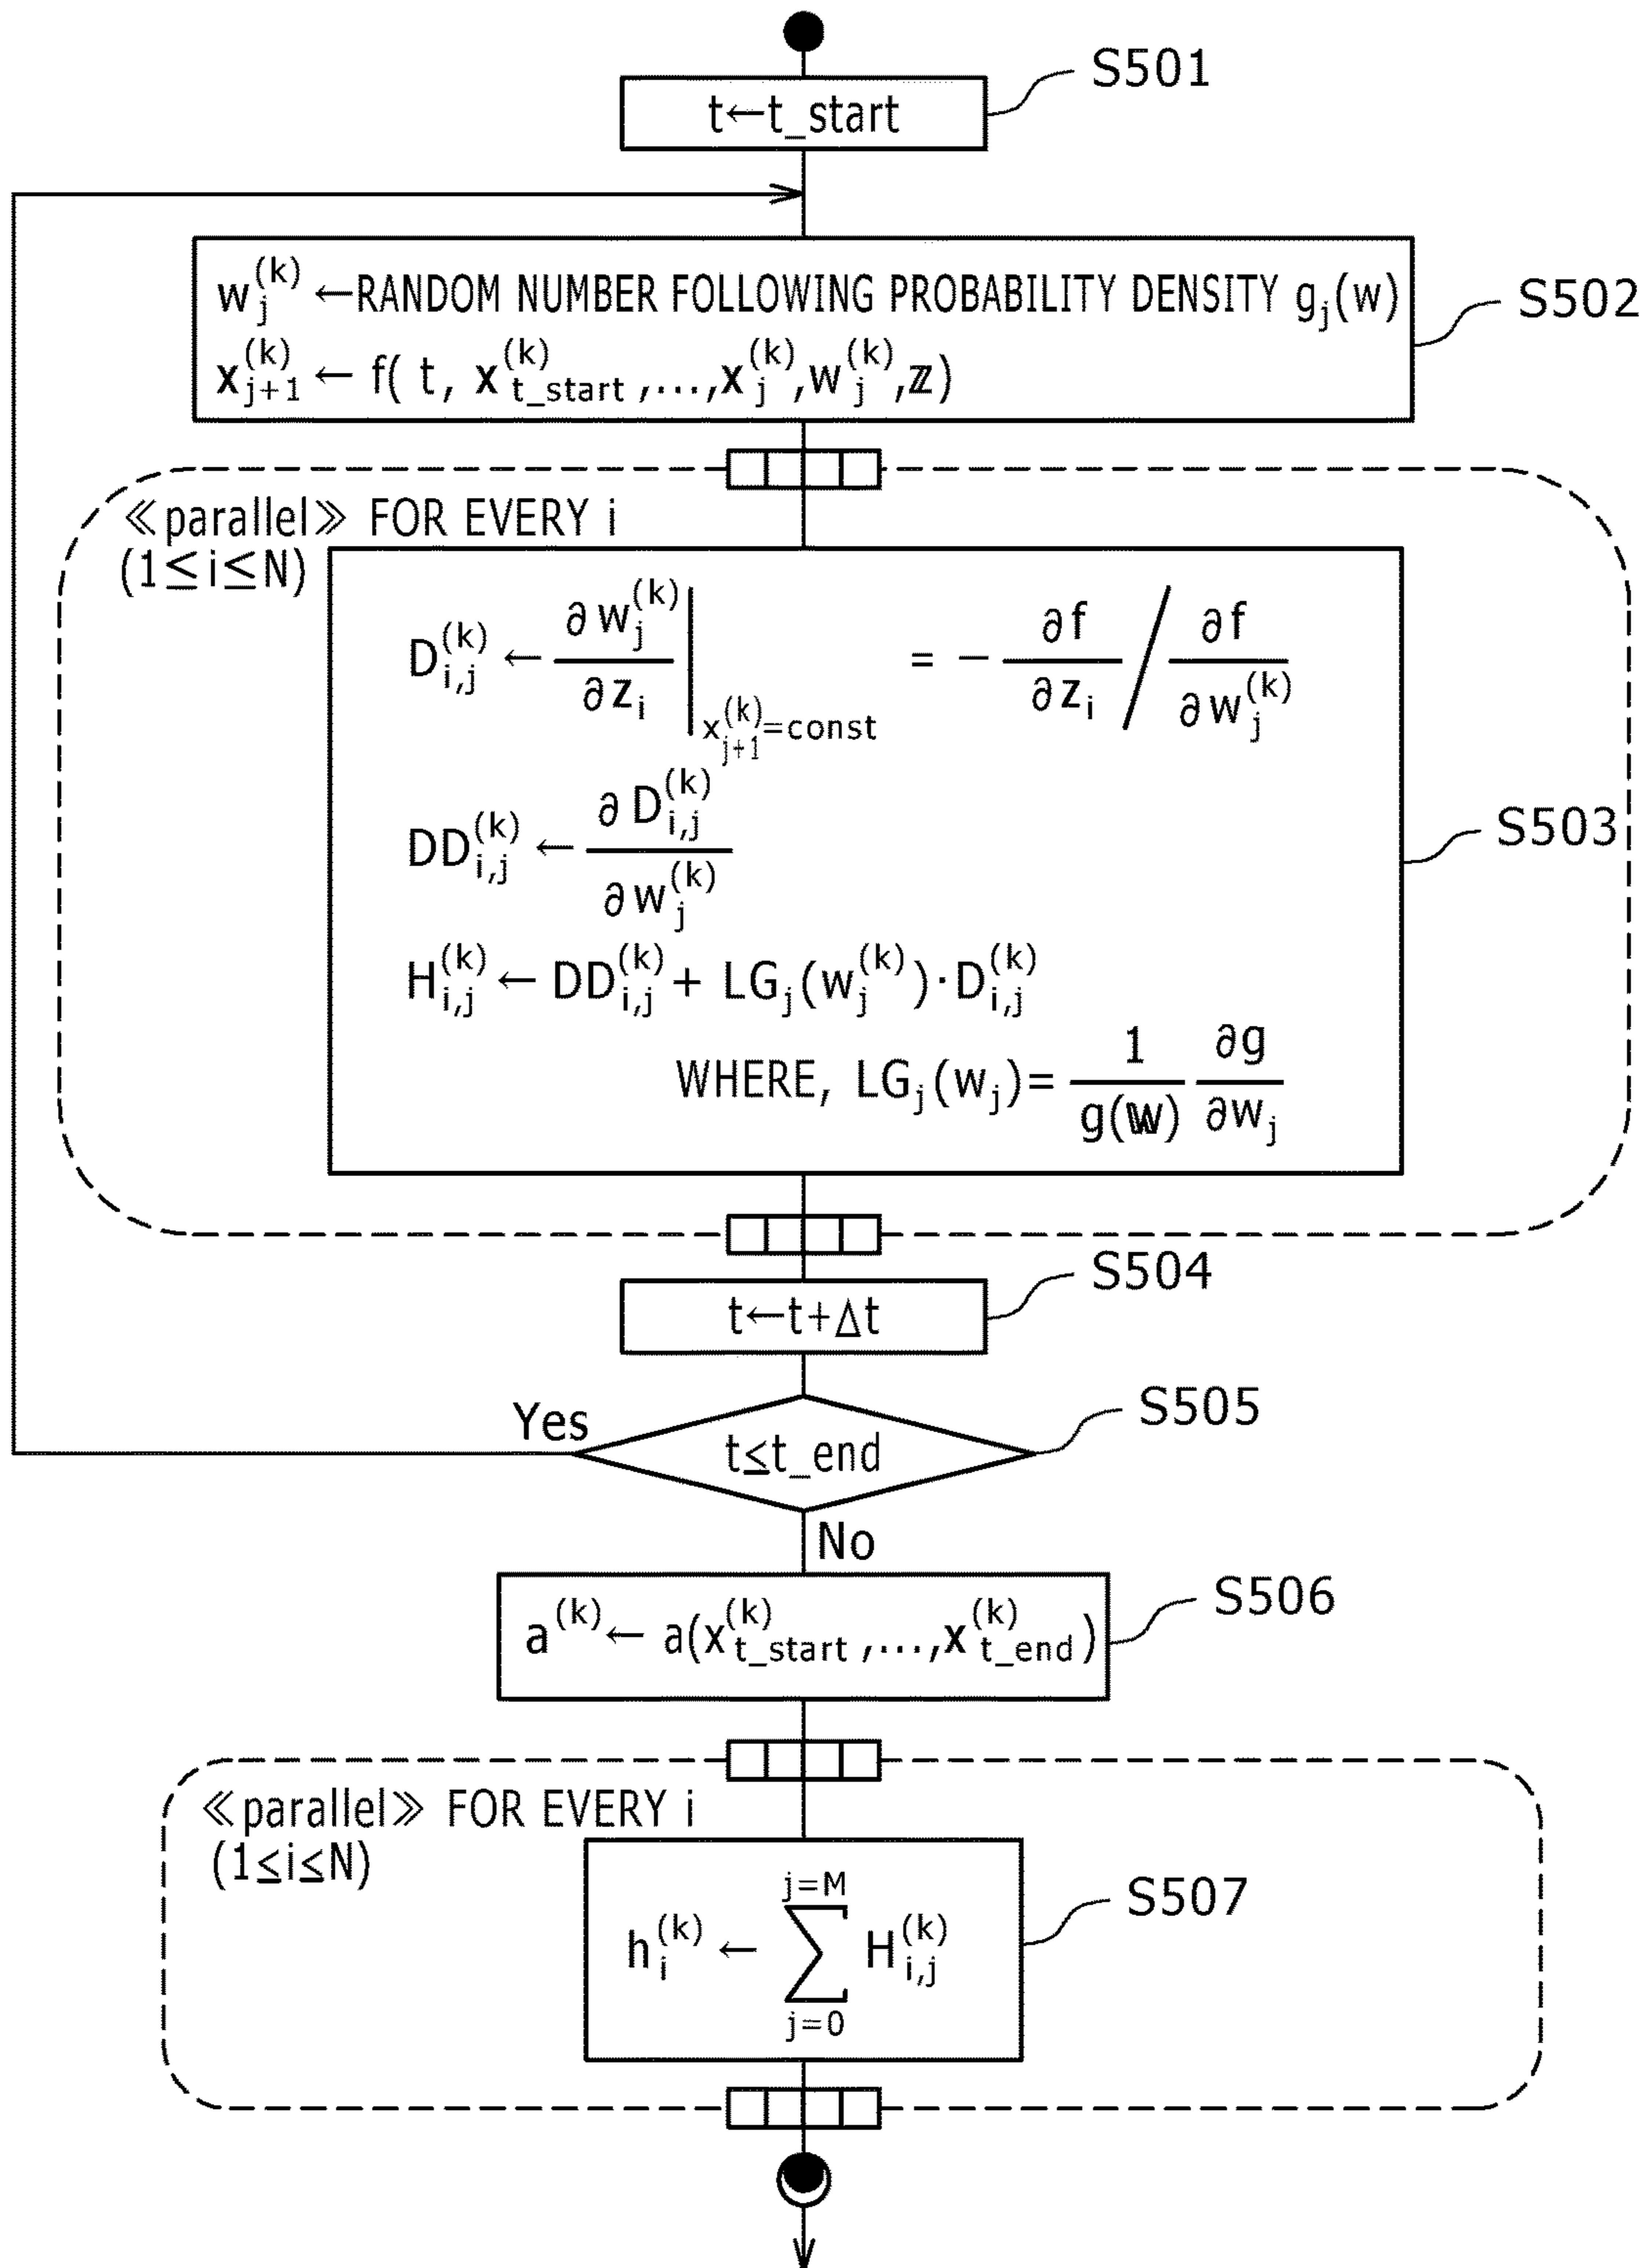 S501
t←t_start
w_j^(k) ←RANDOM NUMBER FOLLOWING PROBABILITY DENSITY g_j(w)
S502
x_{j+1}^(k) ← f( t, x_{t_start}^(k) ,...,x_j^(k),w_j^(k),ℤ)
≪parallel≫ FOR EVERY i
(1≤i≤N)
D_{i,j}^(k) ← ∂w_j^(k)/∂z_i |_{x_{j+1}^(k)=const} = − ∂f/∂z_i / ∂f/∂w_j^(k)
DD_{i,j}^(k) ← ∂D_{i,j}^(k)/∂w_j^(k)
S503
H_{i,j}^(k) ← DD_{i,j}^(k) + LG_j(w_j^(k))·D_{i,j}^(k)
WHERE, LG_j(w_j)= 1/g(𝕎) ∂g/∂w_j
S504
t←t+Δt
S505
Yes
t≤t_end
No
S506
a^(k) ← a(x_{t_start}^(k) ,...,x_{t_end}^(k))
≪parallel≫ FOR EVERY i
(1≤i≤N)
S507
h_i^(k) ← ∑_{j=0}^{j=M} H_{i,j}^(k)